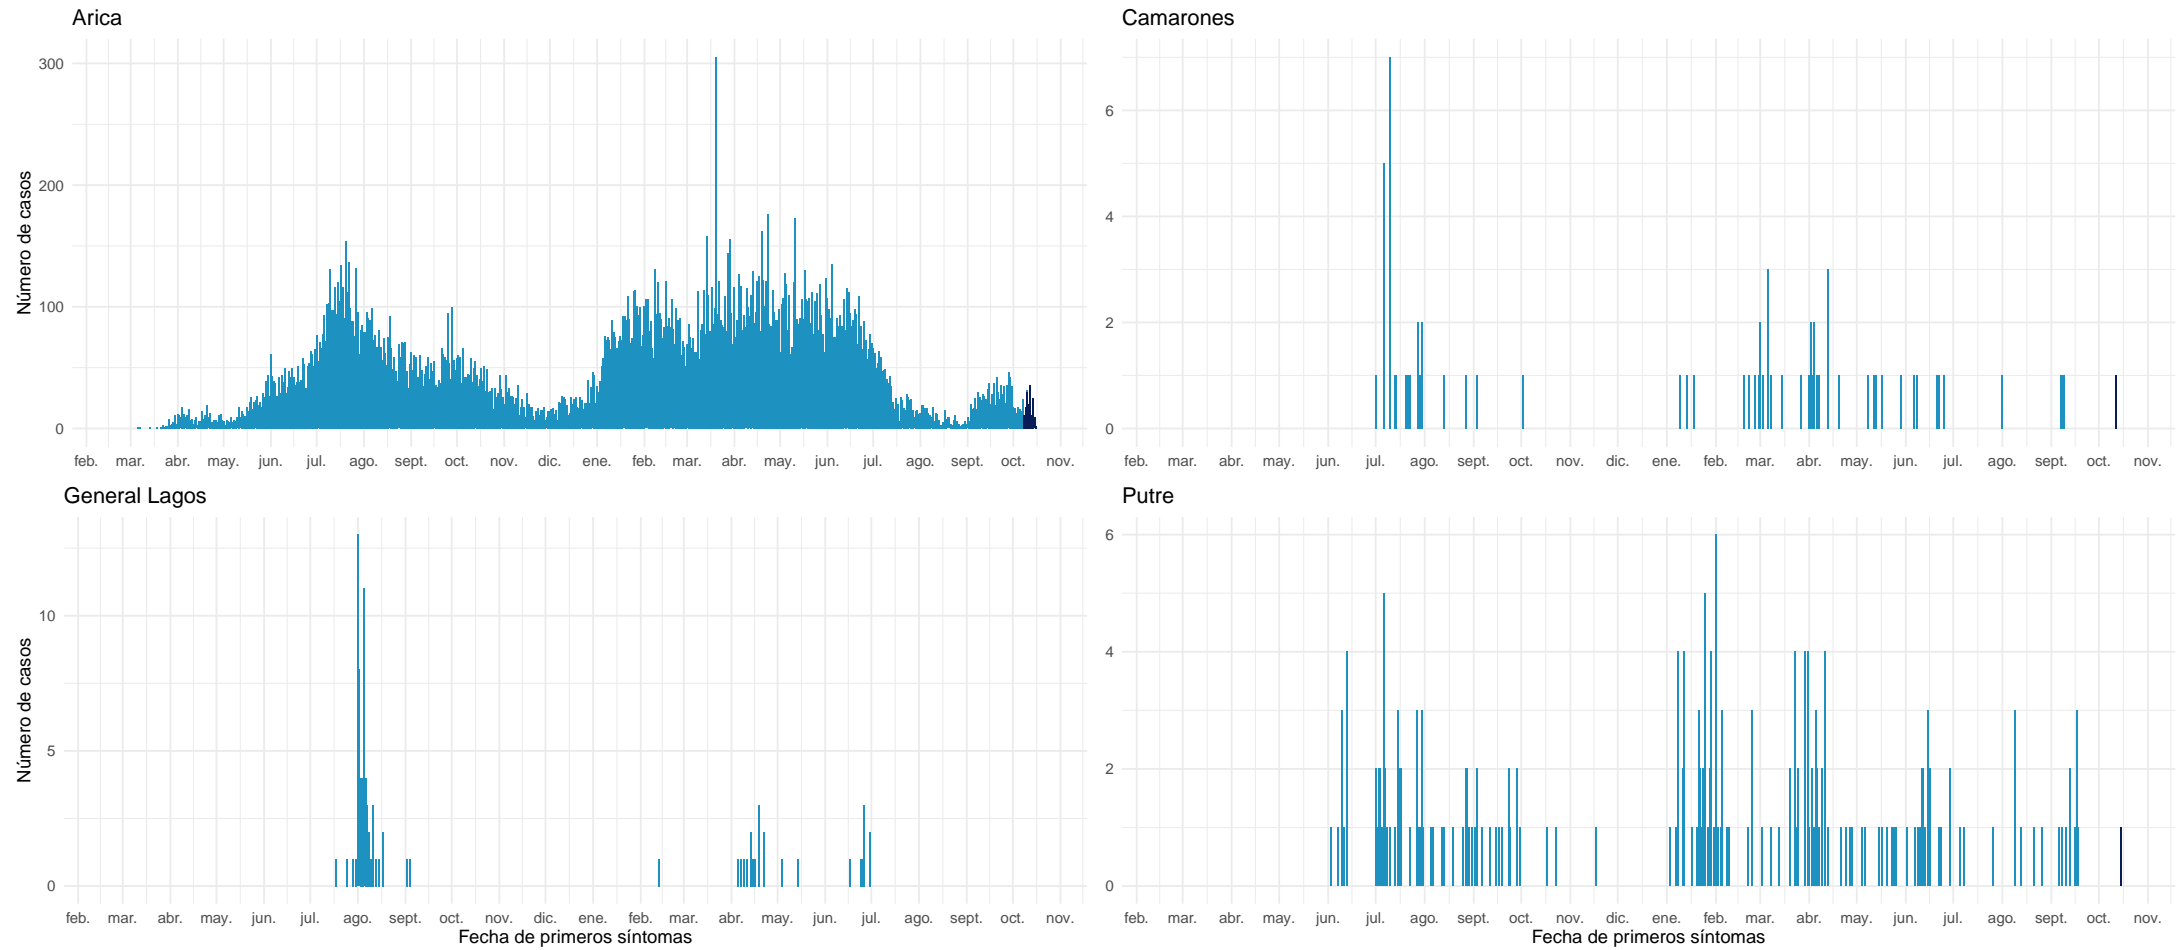 Arica
Número de casos
300
200
100
0
feb. mar. abr. may. jun. jul. ago. sept. oct. nov. dic. ene. feb. mar. abr. may. jun. jul. ago. sept. oct. nov.
Camarones
6
4
2
0
feb. mar. abr. may. jun. jul. ago. sept. oct. nov. dic. ene. feb. mar. abr. may. jun. jul. ago. sept. oct. nov.
General Lagos
Número de casos
10
5
0
feb. mar. abr. may. jun. jul. ago. sept. oct. nov. dic. ene. feb. mar. abr. may. jun. jul. ago. sept. oct. nov.
Fecha de primeros síntomas
Putre
6
4
2
0
feb. mar. abr. may. jun. jul. ago. sept. oct. nov. dic. ene. feb. mar. abr. may. jun. jul. ago. sept. oct. nov.
Fecha de primeros síntomas